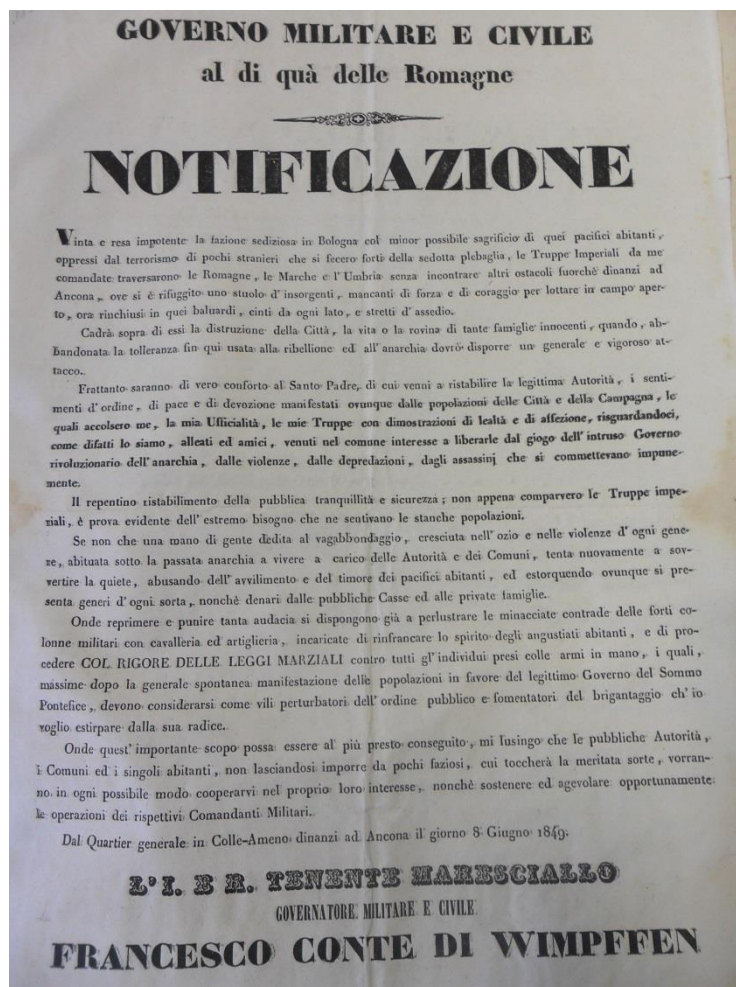 GOVERNO MILITARE E CIVILE
al di quà delle Romagne
NOTIFICAZIONE
Vinta e resa impotente la fazione sediziosa in Bologna col minor possibile sagrificio di quei pacifici abitanti,
oppressi dal terrorismo di pochi stranieri che si fecero forti della sedotta plebaglia, le Truppe Imperiali da me
comandate traversarono le Romagne, le Marche e l'Umbria senza incontrare altri ostacoli fuorchè dinanzi ad
Ancona, ove si è rifuggito uno stuolo d'insorgenti, mancanti di forza e di coraggio per lottare in campo aper-
to, ora rinchiusi in quei baluardi, cinti da ogni lato, e stretti d'assedio.
Cadrà sopra di essi la distruzione della Città, la vita o la rovina di tante famiglie innocenti, quando, ab-
bandonata la tolleranza fin qui usata alla ribellione ed all'anarchia dovrò disporre un generale e vigoroso at-
tacco.
Frattanto saranno di vero conforto al Santo Padre, di cui venni a ristabilire la legittima Autorità, i senti-
menti d'ordine, di pace e di devozione manifestati ovunque dalle popolazioni delle Città e della Campagna, le
quali accolsero me, la mia Ufficialità, le mie Truppe con dimostrazioni di lealtà e di affezione, risguardandoci,
come difatti lo siamo, alleati ed amici, venuti nel comune interesse a liberarle dal giogo dell'intruso Governo
rivoluzionario dell'anarchia, dalle violenze, dalle depredazioni, dagli assassinj che si commettevano impune-
mente.
Il repentino ristabilimento della pubblica tranquillità e sicurezza; non appena comparvero le Truppe impe-
riali, è prova evidente dell'estremo bisogno che ne sentivano le stanche popolazioni.
Se non che una mano di gente dedita al vagabbondaggio, cresciuta nell'ozio e nelle violenze d'ogni gene-
re, abituata sotto la passata anarchia a vivere a carico delle Autorità e dei Comuni, tenta nuovamente a sov-
vertire la quiete, abusando dell'avvilimento e del timore dei pacifici abitanti, ed estorquendo ovunque si pre-
senta generi d'ogni sorta, nonchè denari dalle pubbliche Casse ed alle private famiglie.
Onde reprimere e punire tanta audacia si dispongono già a perlustrare le minacciate contrade delle forti co-
lonne militari con cavalleria ed artiglieria, incaricate di rinfrancare lo spirito degli angustiati abitanti, e di pro-
cedere COL RIGORE DELLE LEGGI MARZIALI contro tutti gl'individui presi colle armi in mano, i quali,
massime dopo la generale spontanea manifestazione delle popolazioni in favore del legittimo Governo del Sommo
Pontefice, devono considerarsi come vili perturbatori dell'ordine pubblico e fomentatori del brigantaggio ch'io
voglio estirpare dalla sua radice.
Onde quest'importante scopo possa essere al più presto conseguito, mi lusingo che le pubbliche Autorità,
i Comuni ed i singoli abitanti, non lasciandosi imporre da pochi faziosi, cui toccherà la meritata sorte, vorran-
no in ogni possibile modo cooperarvi nel proprio loro interesse, nonchè sostenere ed agevolare opportunamente
le operazioni dei rispettivi Comandanti Militari.
Dal Quartier generale in Colle-Ameno dinanzi ad Ancona il giorno 8 Giugno 1849.
L'I. E R. TENENTE MARESCIALLO
GOVERNATORE MILITARE E CIVILE
FRANCESCO CONTE DI WIMPFFEN